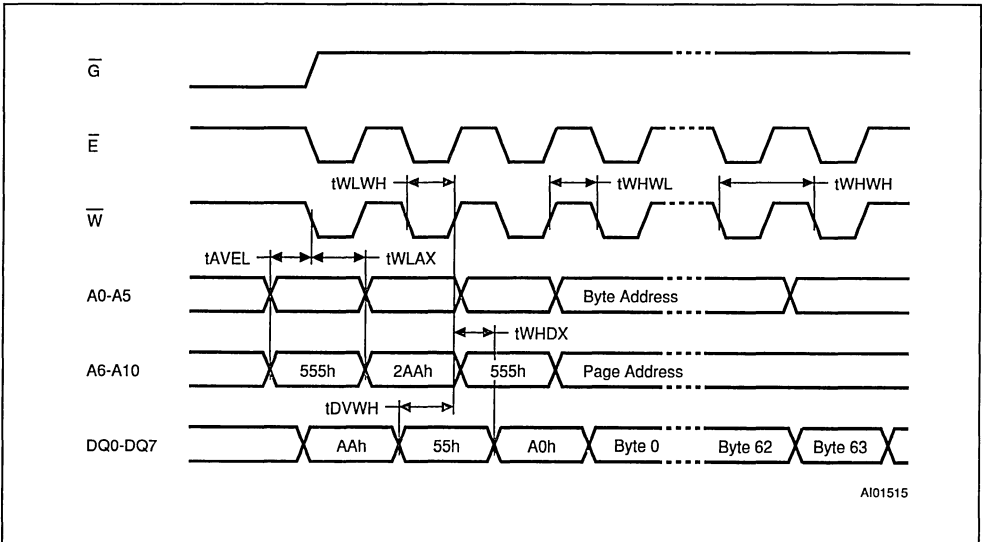 G̅
E̅
tWLWH tWHWL tWHWH
W̅
tAVEL tWLAX
A0-A5 Byte Address
tWHDX
A6-A10 555h 2AAh 555h Page Address
tDVWH
DQ0-DQ7 AAh 55h A0h Byte 0 Byte 62 Byte 63
AI01515